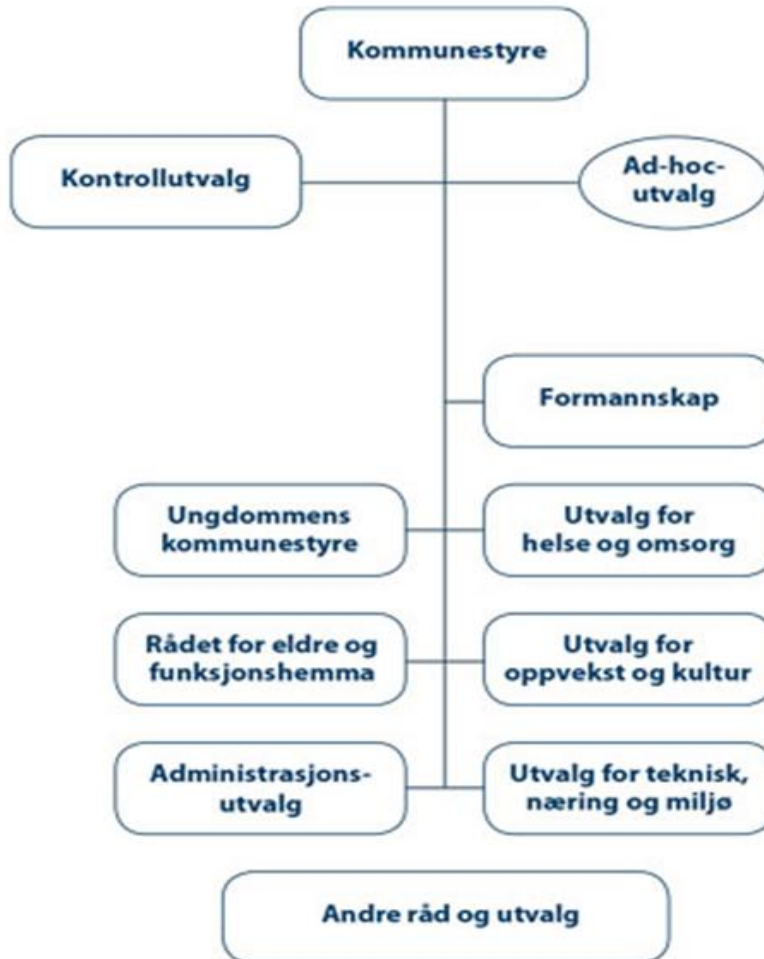 Kommunestyre
Kontrollutvalg
Ad-hoc-
utvalg
Formannskap
Ungdommens
kommunestyre
Utvalg for
helse og omsorg
Rådet for eldre og
funksjonshemma
Utvalg for
oppvekst og kultur
Administrasjons-
utvalg
Utvalg for teknisk,
næring og miljø
Andre råd og utvalg